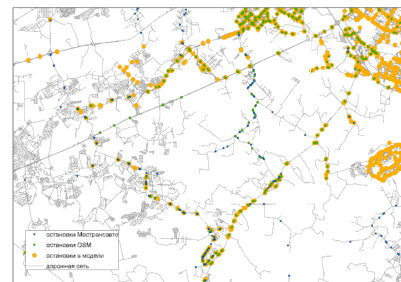 остановки Мострансавто
остановки OSM
остановки в модели
дорожная сеть